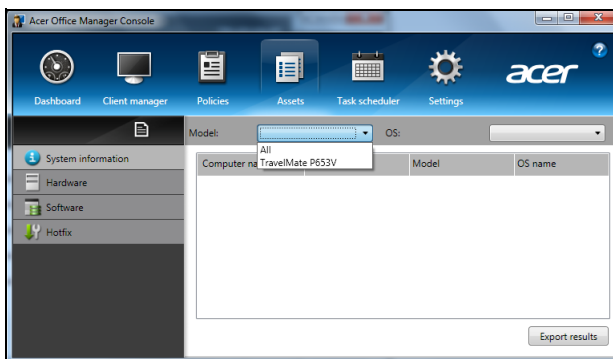 Acer Office Manager Console
?
acer
Dashboard Client manager Policies Assets Task scheduler Settings
Model: OS:
All
TravelMate P653V
System information
Hardware
Software
Hotfix
Computer na Model OS name
Export results